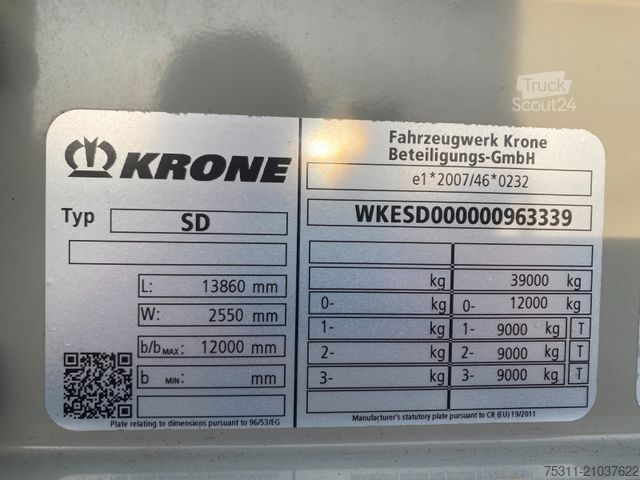 Truck
Scout24
KRONE
Typ SD
L: 13860 mm
W: 2550 mm
b/b MAX: 12000 mm
b MIN: mm
Plate relating to dimensions pursuant to 96/53/EG
Fahrzeugwerk Krone
Beteiligungs-GmbH
e1*2007/46*0232
WKESD000000963339
kg 39000 kg
0- kg 0- 12000 kg
1- kg 1- 9000 kg T
2- kg 2- 9000 kg T
3- kg 3- 9000 kg T
Manufacturer's statutory plate pursuant to CR (EU) 19/2011
75311-21037622